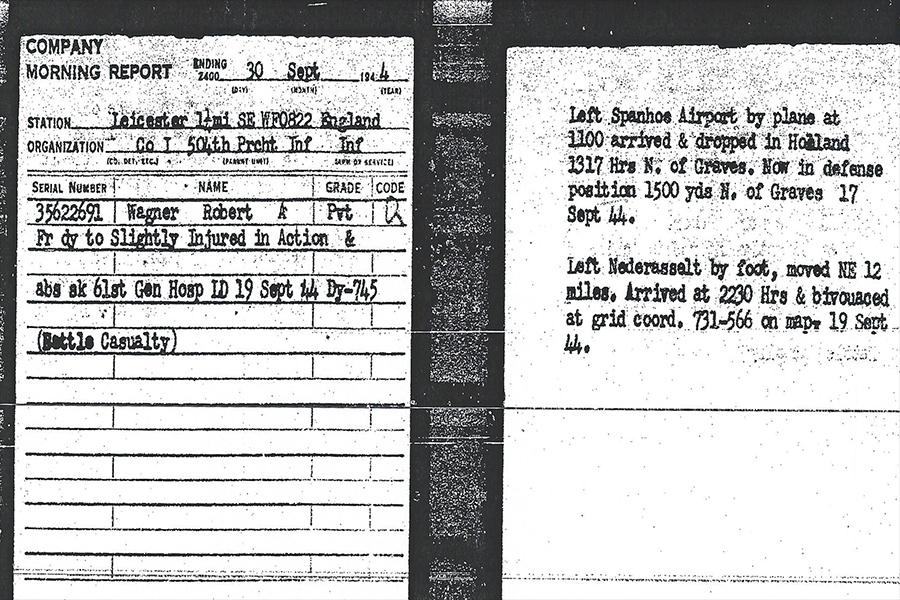 COMPANY
MORNING REPORT ENDING 2400 30 Sept 1944
(DAY) (MONTH) (YEAR)
STATION Leicester 1½mi SE WF0822 England
ORGANIZATION Co I 504th Prcht Inf Inf
(CO. DET. ETC.) (PARENT UNIT) (ARM OR SERVICE)
SERIAL NUMBER NAME GRADE CODE
35622691 Wagner Robert Pvt
Fr dy to Slightly Injured in Action &
abs sk 61st Gen Hosp LD 19 Sept 44 Dy-745
(Battle Casualty)
Left Spanhoe Airport by plane at
1100 arrived & dropped in Holland
1317 Hrs N. of Graves. Now in defense
position 1500 yds N. of Graves 17
Sept 44.
Left Nederasselt by foot, moved NE 12
miles. Arrived at 2230 Hrs & bivouaced
at grid coord. 731-566 on map. 19 Sept
44.